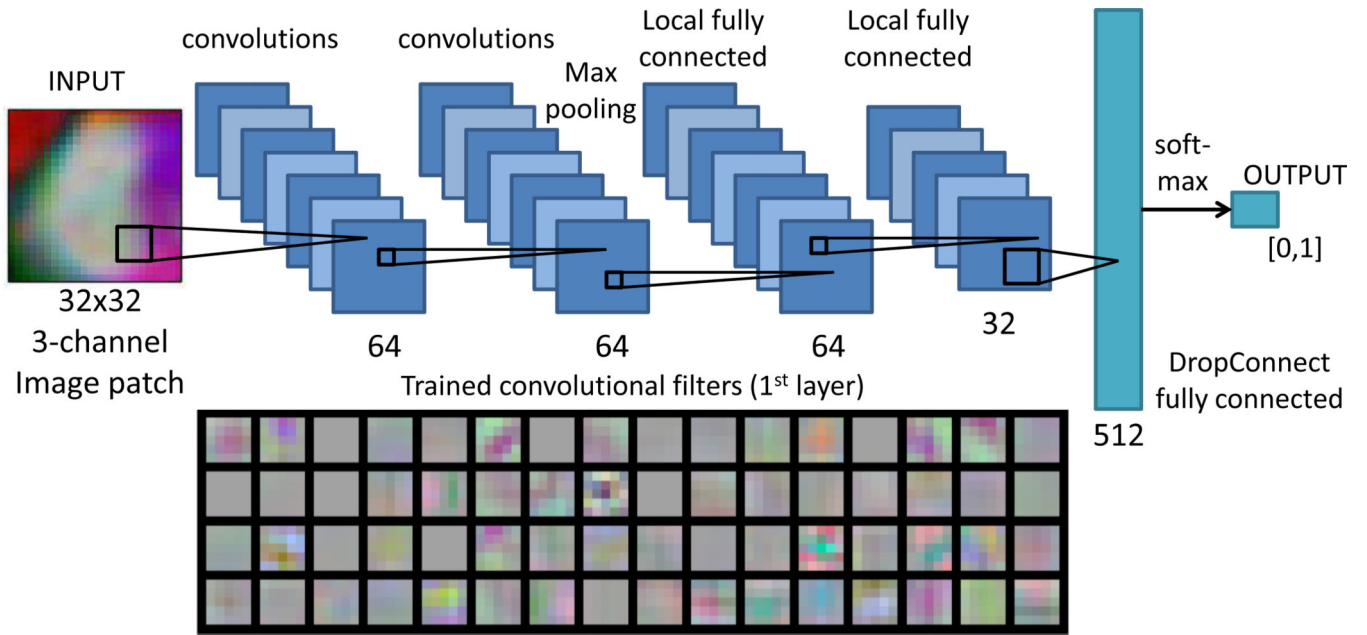 convolutions
convolutions
Local fully
connected
Local fully
connected
INPUT
Max
pooling
soft-
max
OUTPUT
[0,1]
32x32
3-channel
Image patch
64
64
64
32
DropConnect
fully connected
512
Trained convolutional filters (1st layer)